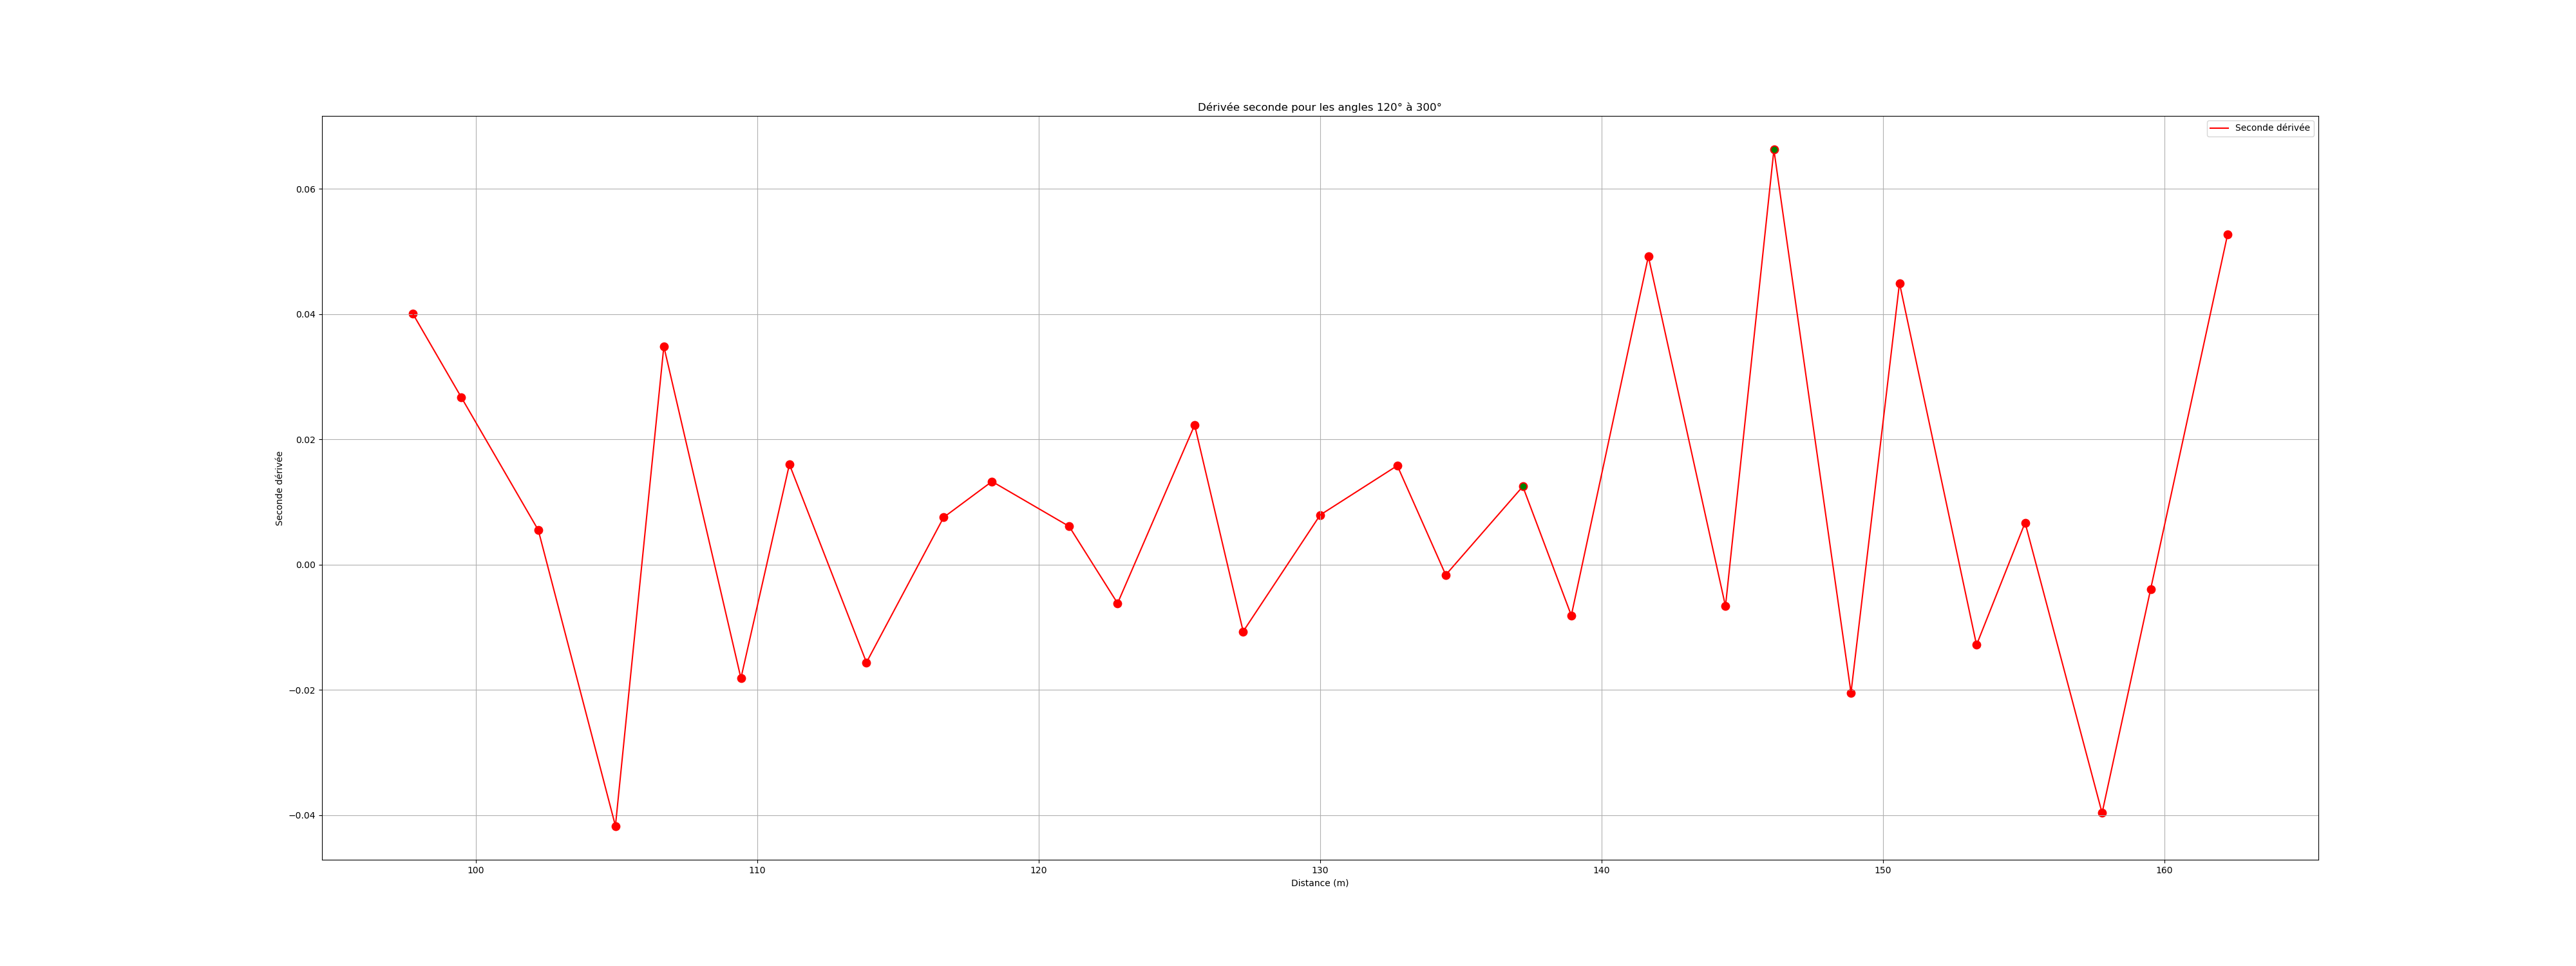 Dérivée seconde pour les angles 120° à 300°
Seconde dérivée
0.06
0.04
0.02
0.00
−0.02
−0.04
Seconde dérivée
100 110 120 130 140 150 160
Distance (m)